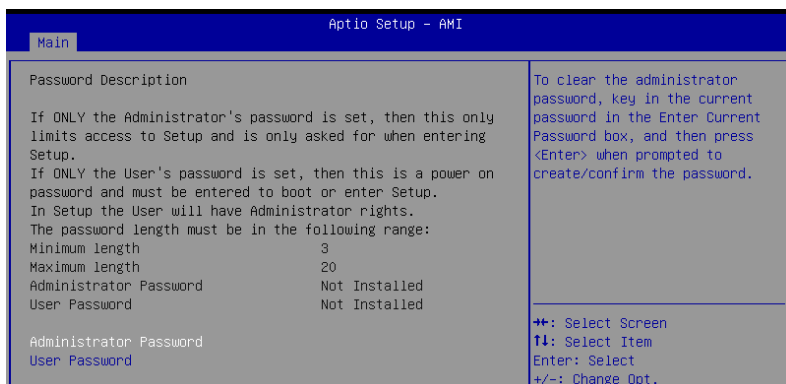 Aptio Setup - AMI
Main
Password Description
If ONLY the Administrator's password is set, then this only
limits access to Setup and is only asked for when entering
Setup.
If ONLY the User's password is set, then this is a power on
password and must be entered to boot or enter Setup.
In Setup the User will have Administrator rights.
The password length must be in the following range:
Minimum length 3
Maximum length 20
Administrator Password Not Installed
User Password Not Installed
Administrator Password
User Password
To clear the administrator
password, key in the current
password in the Enter Current
Password box, and then press
<Enter> when prompted to
create/confirm the password.
→←: Select Screen
↑↓: Select Item
Enter: Select
+/-: Change Opt.